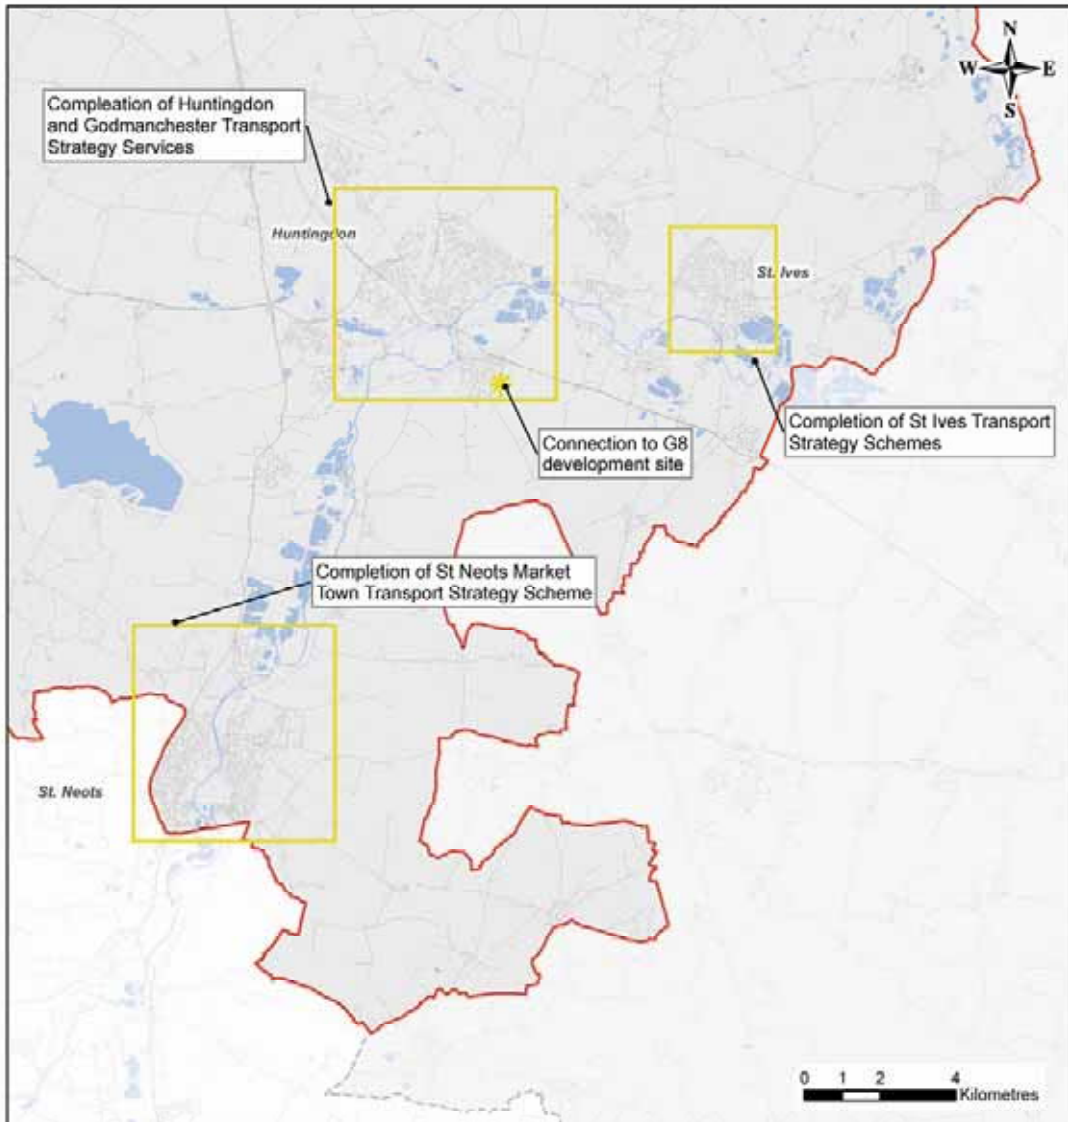 N
W E
S
Compleation of Huntingdon
and Godmanchester Transport
Strategy Services
Huntingdon
St. Ives
Connection to G8
development site
Completion of St Ives Transport
Strategy Schemes
Completion of St Neots Market
Town Transport Strategy Scheme
St. Neots
0 1 2 4
Kilometres